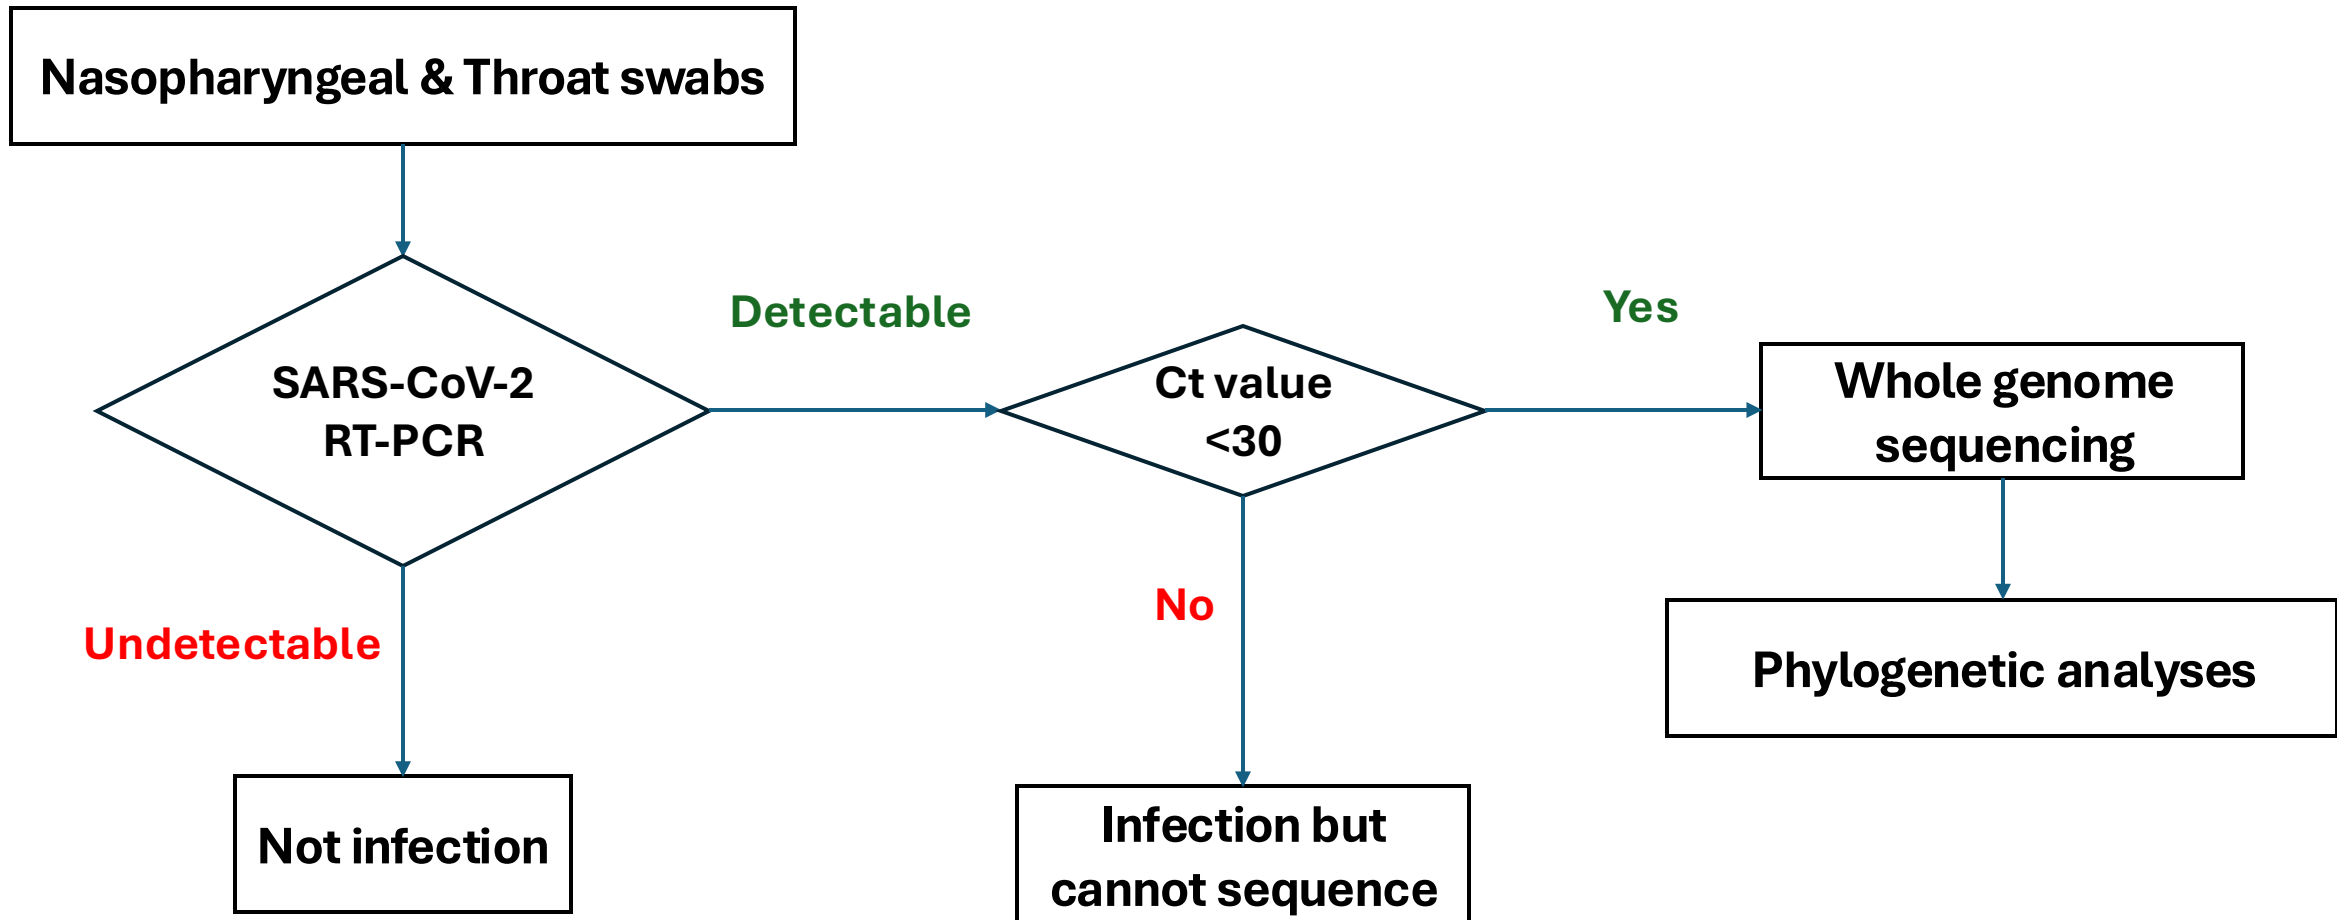 Nasopharyngeal & Throat swabs
SARS-CoV-2
RT-PCR
Detectable
Ct value
<30
Yes
Whole genome
sequencing
Undetectable
No
Phylogenetic analyses
Not infection
Infection but
cannot sequence